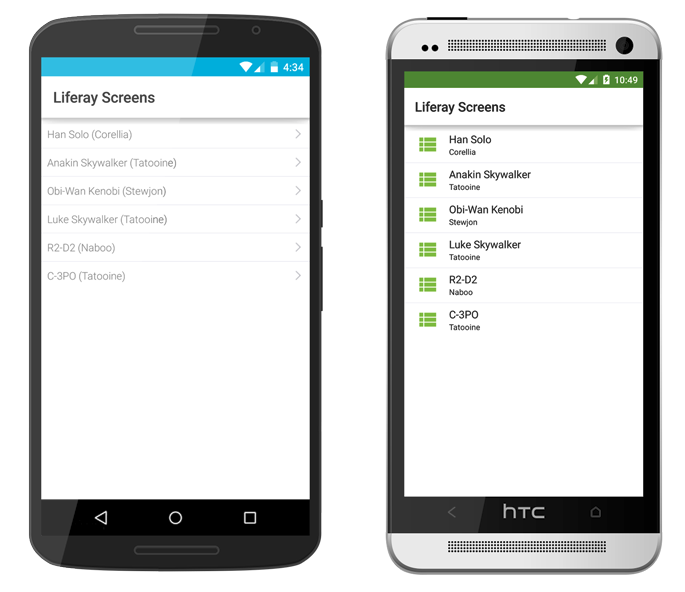 4:34
Liferay Screens
Han Solo (Corellia)
Anakin Skywalker (Tatooine)
Obi-Wan Kenobi (Stewjon)
Luke Skywalker (Tatooine)
R2-D2 (Naboo)
C-3PO (Tatooine)
10:49
Liferay Screens
Han Solo
Corellia
Anakin Skywalker
Tatooine
Obi-Wan Kenobi
Stewjon
Luke Skywalker
Tatooine
R2-D2
Naboo
C-3PO
Tatooine
hTC